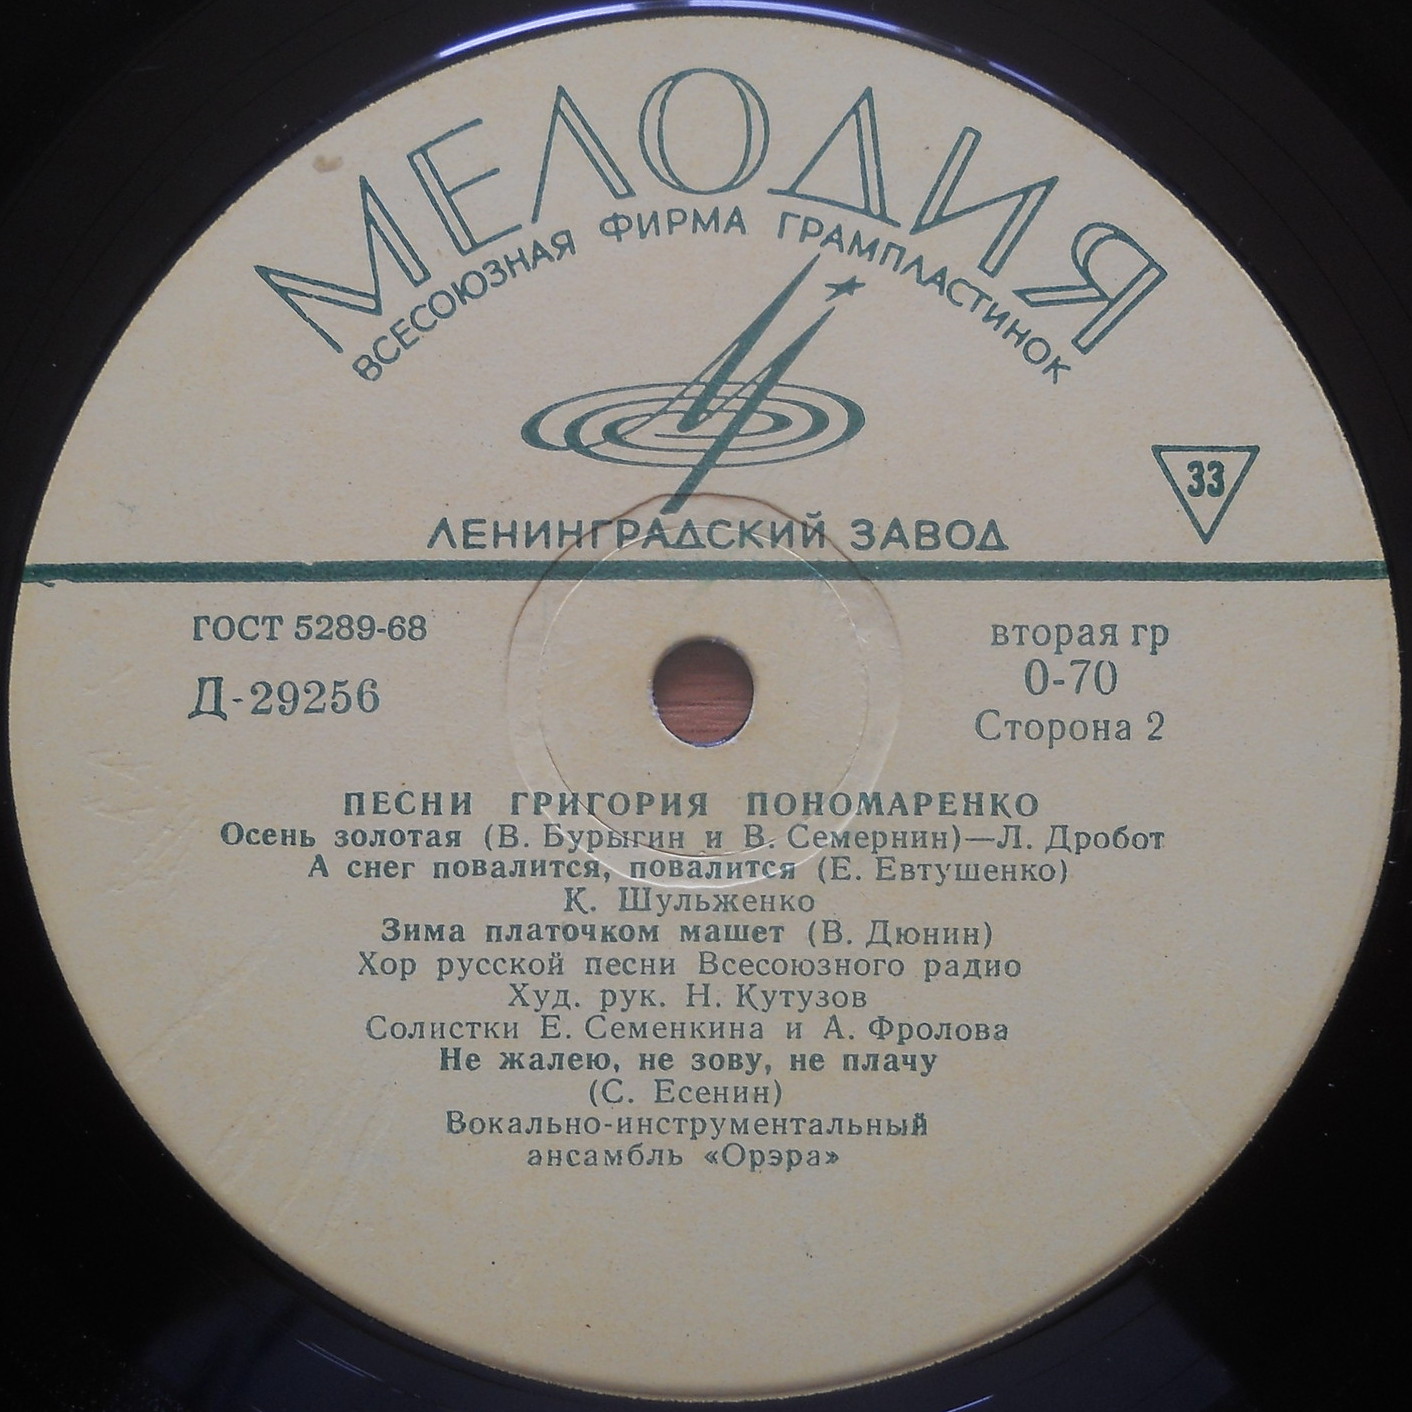 МЕЛОДИЯ
ВСЕСОЮЗНАЯ ФИРМА ГРАМПЛАСТИНОК
33
ЛЕНИНГРАДСКИЙ ЗАВОД
ГОСТ 5289-68
вторая гр
Д-29256
0-70
Сторона 2
ПЕСНИ ГРИГОРИЯ ПОНОМАРЕНКО
Осень золотая (В. Бурыгин и В. Семернин)—Л. Дробот
А снег повалится, повалится (Е. Евтушенко)
К. Шульженко
Зима платочком машет (В. Дюнин)
Хор русской песни Всесоюзного радио
Худ. рук. Н. Кутузов
Солистки Е. Семенкина и А. Фролова
Не жалею, не зову, не плачу
(С. Есенин)
Вокально-инструментальный
ансамбль «Орэра»